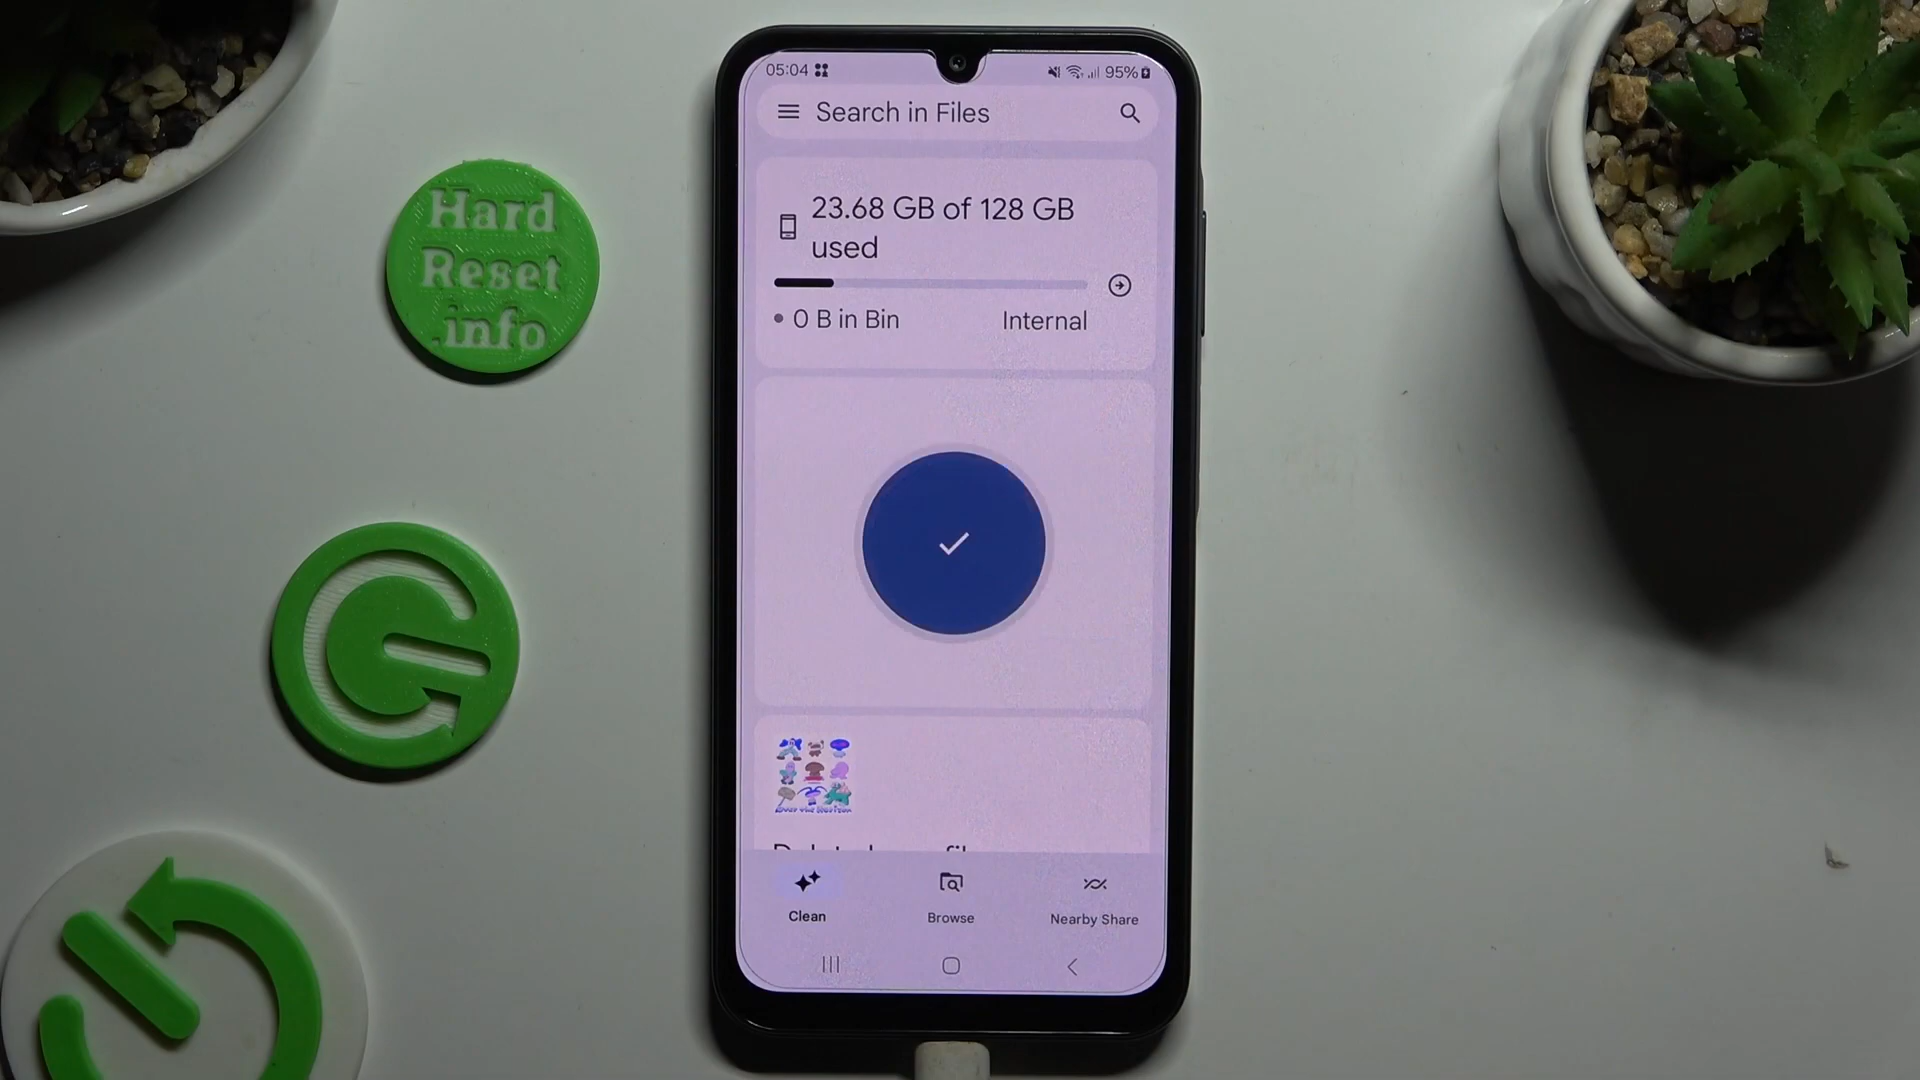 Hard
Reset
.info
05:04
95%
Search in Files
23.68 GB of 128 GB
used
0 B in Bin
Internal
Clean
Browse
Nearby Share